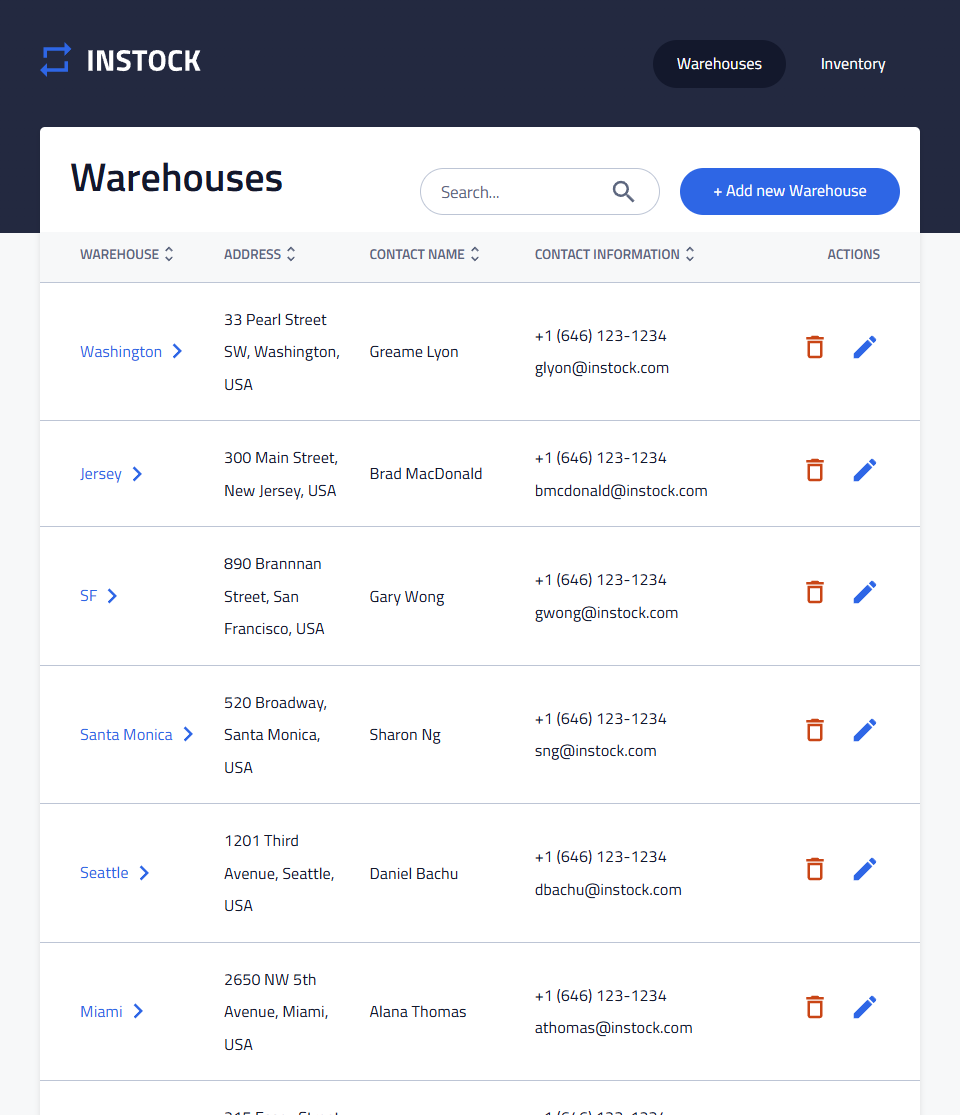 INSTOCK
Warehouses
Inventory
Warehouses
Search...
+ Add new Warehouse
WAREHOUSE
ADDRESS
CONTACT NAME
CONTACT INFORMATION
ACTIONS
Washington
33 Pearl Street
SW, Washington,
USA
Greame Lyon
+1 (646) 123-1234
glyon@instock.com
Jersey
300 Main Street,
New Jersey, USA
Brad MacDonald
+1 (646) 123-1234
bmcdonald@instock.com
SF
890 Brannnan
Street, San
Francisco, USA
Gary Wong
+1 (646) 123-1234
gwong@instock.com
Santa Monica
520 Broadway,
Santa Monica,
USA
Sharon Ng
+1 (646) 123-1234
sng@instock.com
Seattle
1201 Third
Avenue, Seattle,
USA
Daniel Bachu
+1 (646) 123-1234
dbachu@instock.com
Miami
2650 NW 5th
Avenue, Miami,
USA
Alana Thomas
+1 (646) 123-1234
athomas@instock.com